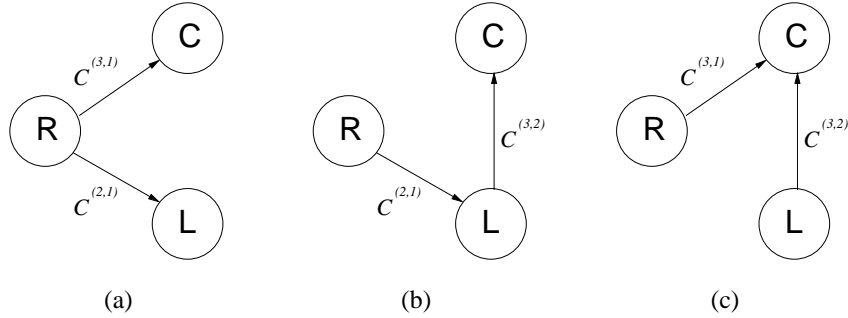 C
C^(3,1)
R
C^(2,1)
L
(a)
C
R
C^(3,2)
C^(2,1)
L
(b)
C
C^(3,1)
R
C^(3,2)
L
(c)